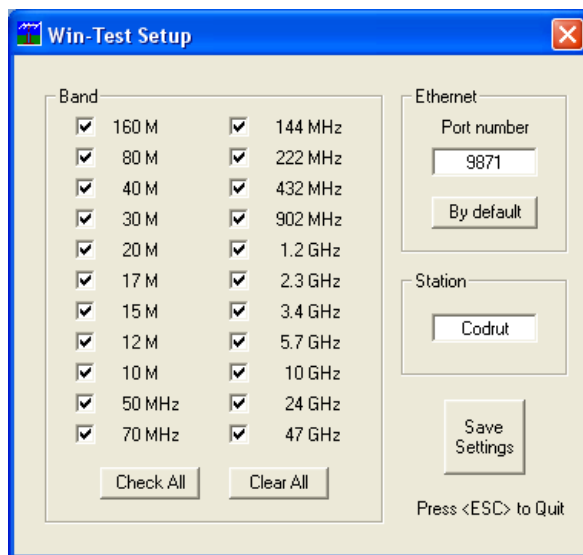 Win-Test Setup
Band
160 M
80 M
40 M
30 M
20 M
17 M
15 M
12 M
10 M
50 MHz
70 MHz
144 MHz
222 MHz
432 MHz
902 MHz
1.2 GHz
2.3 GHz
3.4 GHz
5.7 GHz
10 GHz
24 GHz
47 GHz
Check All
Clear All
Ethernet
Port number
9871
By default
Station
Codrut
Save
Settings
Press <ESC> to Quit